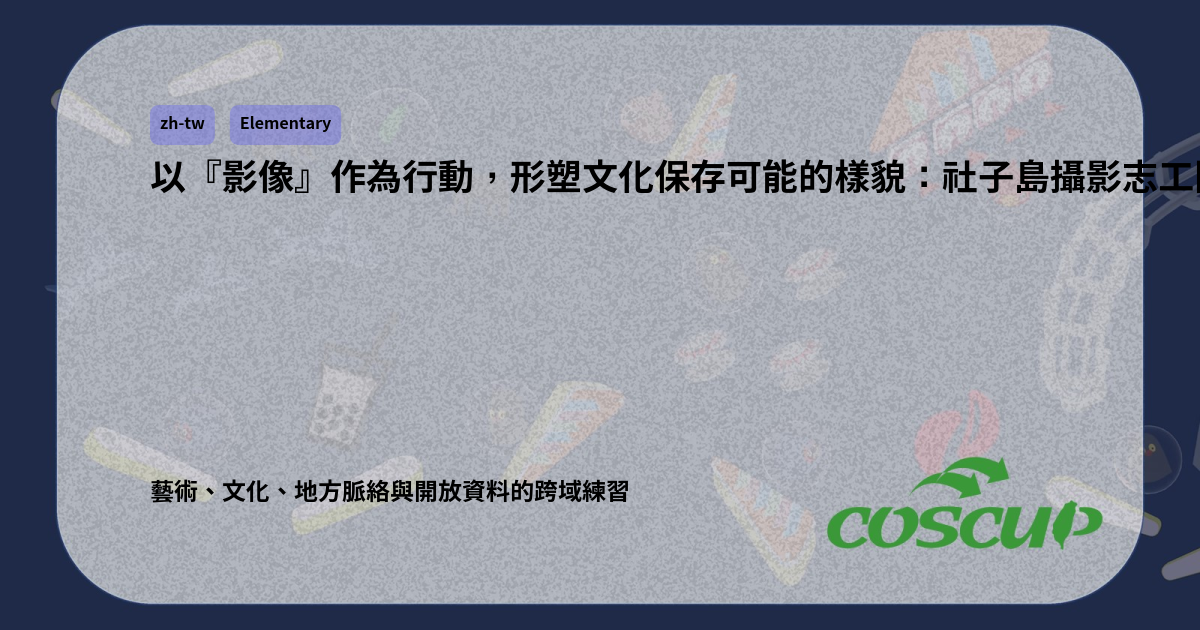 zh-tw
Elementary
以『影像』作為行動，形塑文化保存可能的樣貌：社子島攝影志工
藝術、文化、地方脈絡與開放資料的跨域練習
COSCUP